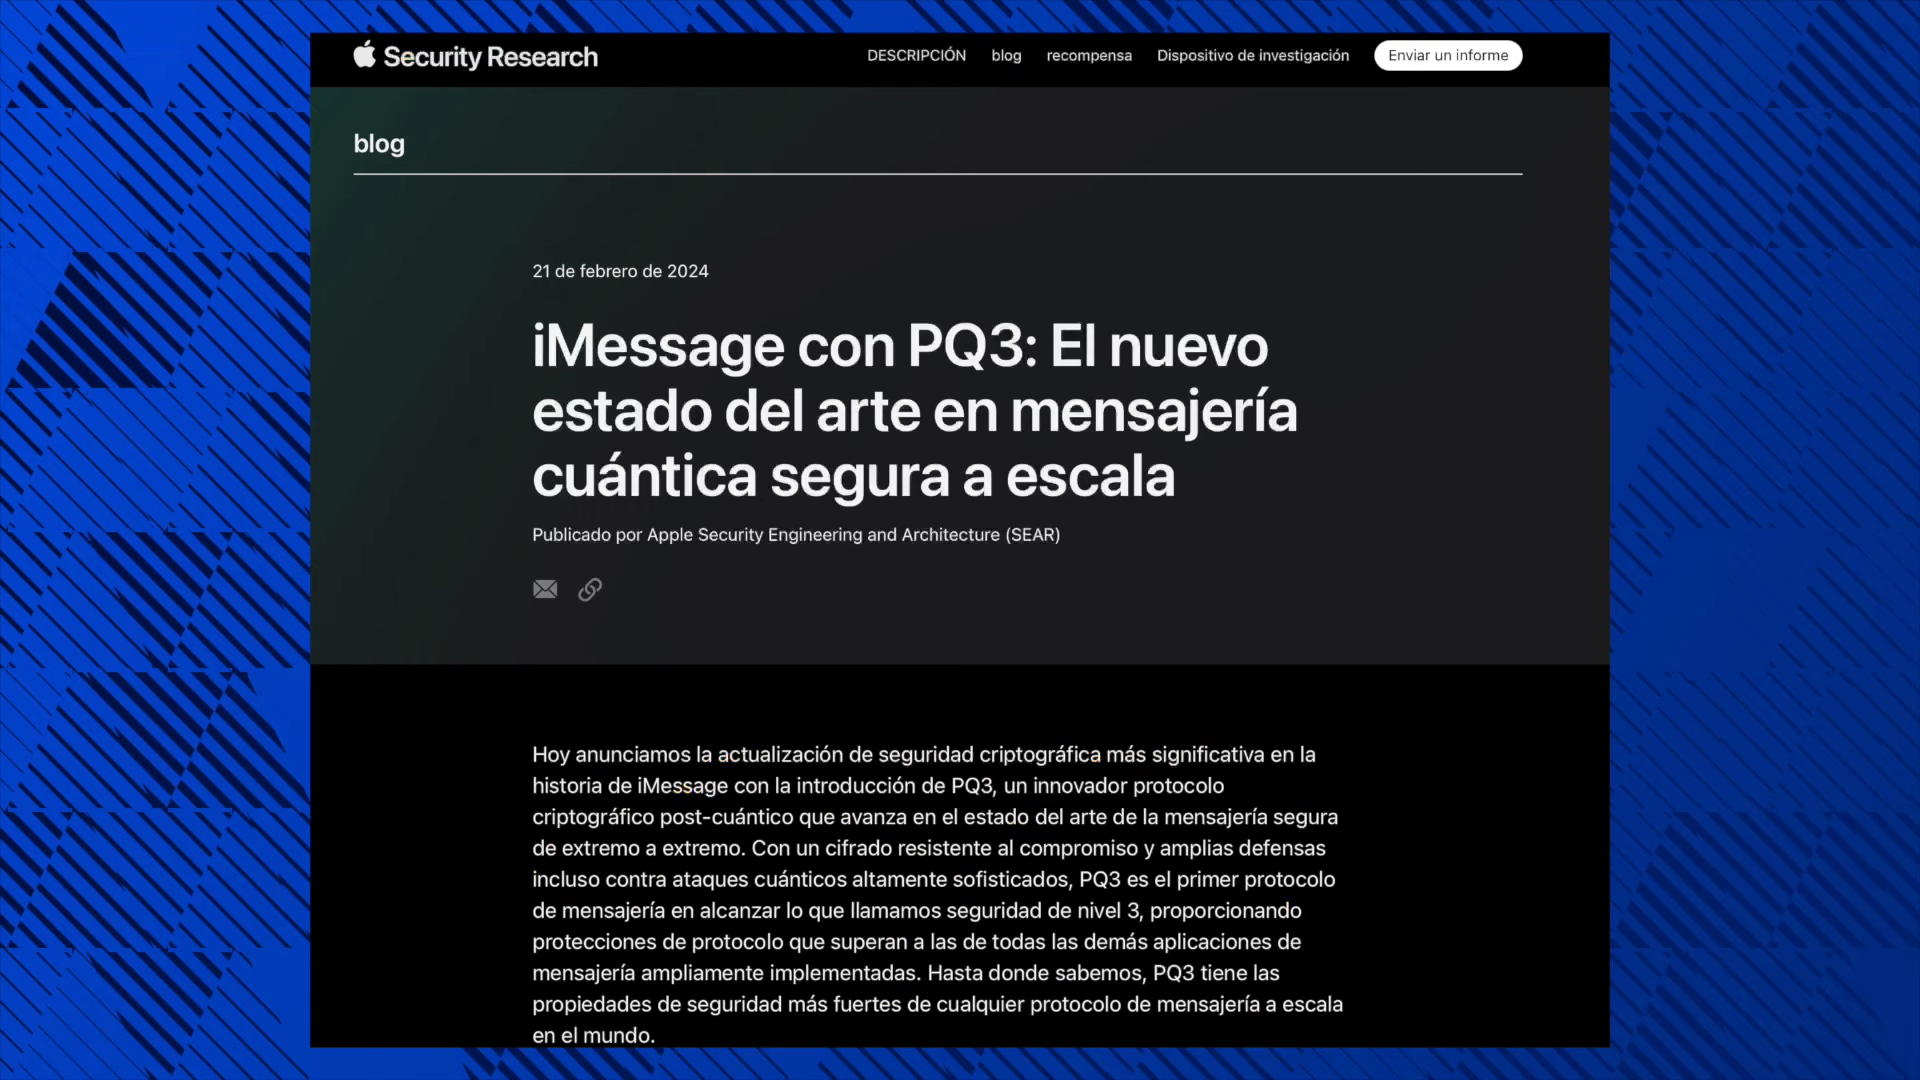 Security Research
DESCRIPCIÓN blog recompensa Dispositivo de investigación Enviar un informe
blog
21 de febrero de 2024
iMessage con PQ3: El nuevo
estado del arte en mensajería
cuántica segura a escala
Publicado por Apple Security Engineering and Architecture (SEAR)
Hoy anunciamos la actualización de seguridad criptográfica más significativa en la
historia de iMessage con la introducción de PQ3, un innovador protocolo
criptográfico post-cuántico que avanza en el estado del arte de la mensajería segura
de extremo a extremo. Con un cifrado resistente al compromiso y amplias defensas
incluso contra ataques cuánticos altamente sofisticados, PQ3 es el primer protocolo
de mensajería en alcanzar lo que llamamos seguridad de nivel 3, proporcionando
protecciones de protocolo que superan a las de todas las demás aplicaciones de
mensajería ampliamente implementadas. Hasta donde sabemos, PQ3 tiene las
propiedades de seguridad más fuertes de cualquier protocolo de mensajería a escala
en el mundo.